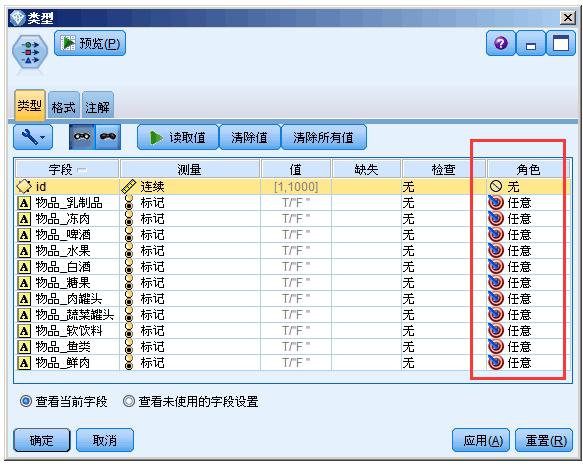 类型
预览(P)
类型 格式 注解
读取值 清除值 清除所有值
字段 测量 值 缺失 检查 角色
id 连续 [1,1000] 无 无
A 物品_乳制品 标记 T/"F " 无 任意
A 物品_冻肉 标记 T/"F " 无 任意
A 物品_啤酒 标记 T/"F " 无 任意
A 物品_水果 标记 T/"F " 无 任意
A 物品_白酒 标记 T/"F " 无 任意
A 物品_糖果 标记 T/"F " 无 任意
A 物品_肉罐头 标记 T/"F " 无 任意
A 物品_蔬菜罐头 标记 T/"F " 无 任意
A 物品_软饮料 标记 T/"F " 无 任意
A 物品_鱼类 标记 T/"F " 无 任意
A 物品_鲜肉 标记 T/"F " 无 任意
查看当前字段 查看未使用的字段设置
确定 取消 应用(A) 重置(R)